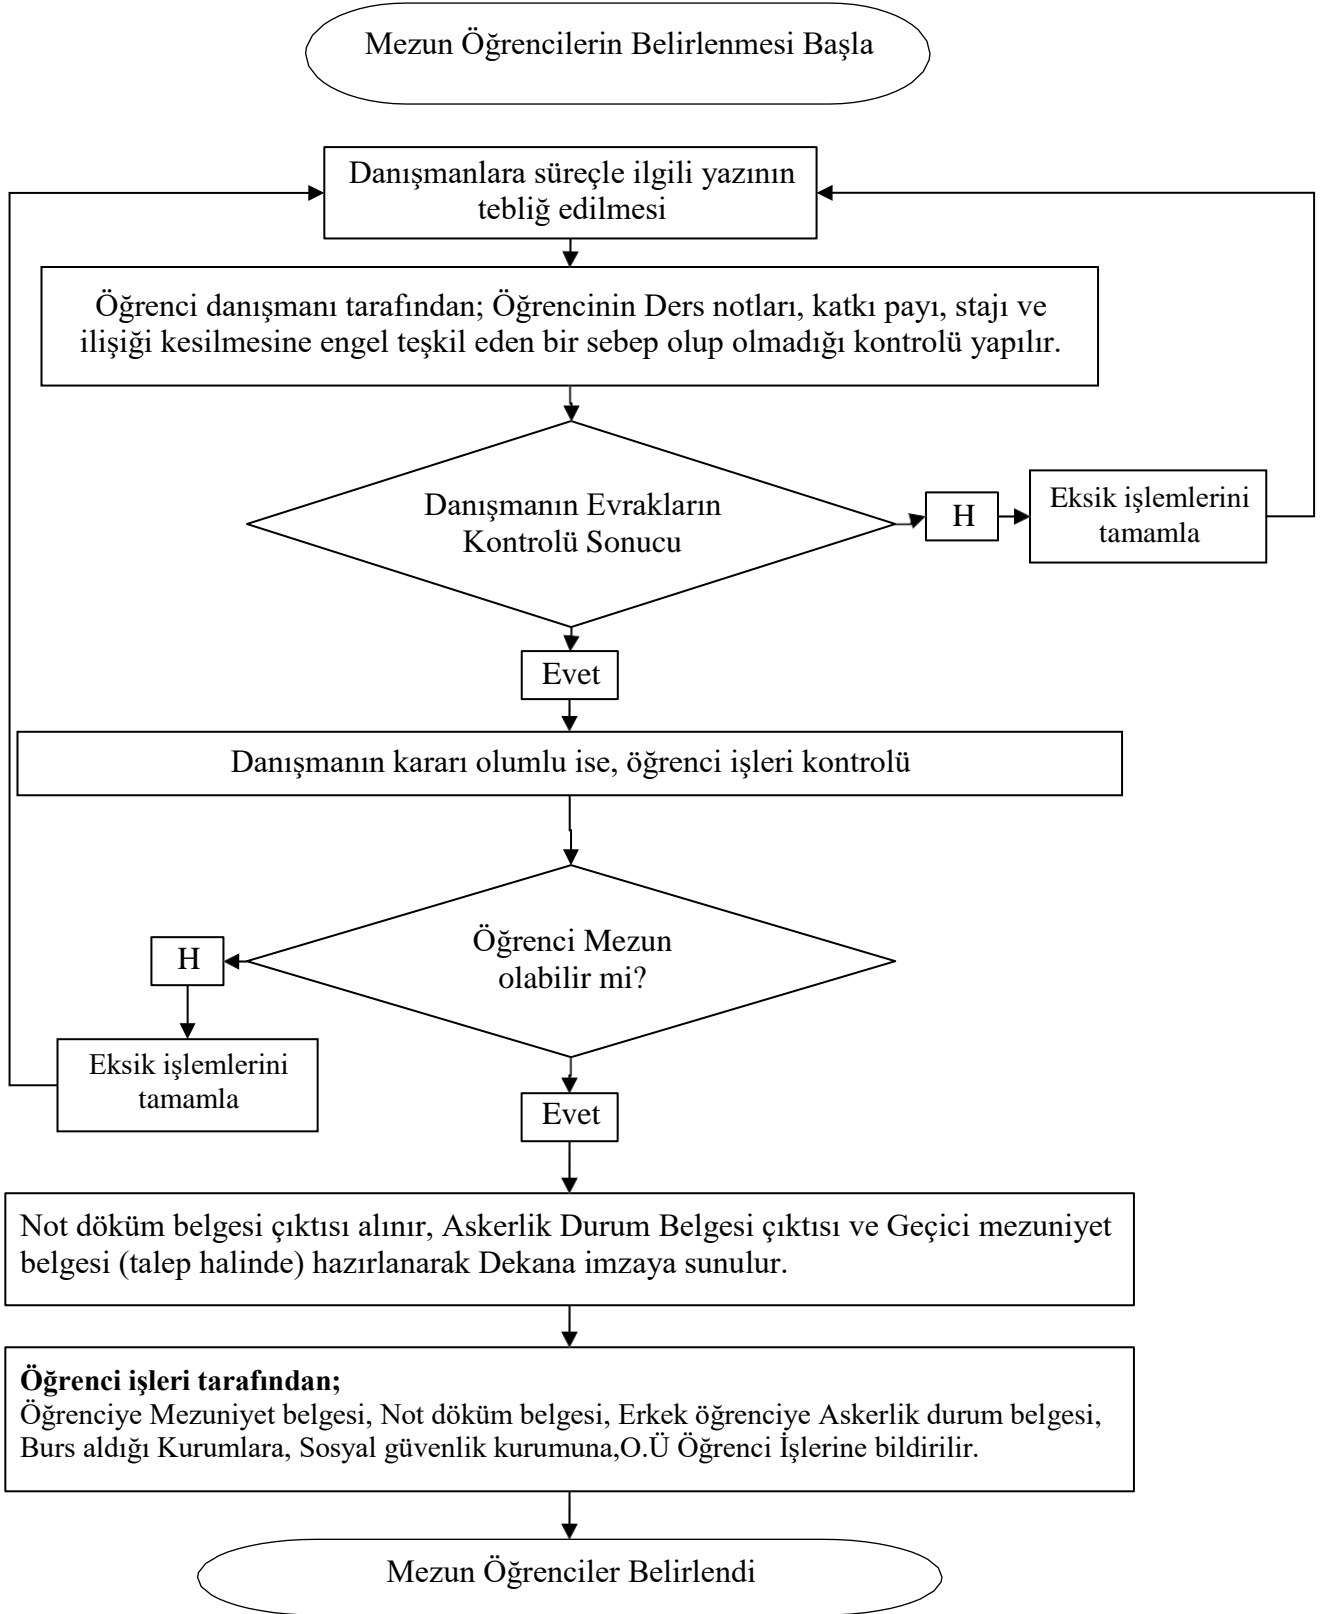 Mezun Öğrencilerin Belirlenmesi Başla
Danışmanlara süreçle ilgili yazının
tebliğ edilmesi
Öğrenci danışmanı tarafından; Öğrencinin Ders notları, katkı payı, stajı ve
ilişiği kesilmesine engel teşkil eden bir sebep olup olmadığı kontrolü yapılır.
Danışmanın Evrakların
Kontrolü Sonucu
H
Eksik işlemlerini
tamamla
Evet
Danışmanın kararı olumlu ise, öğrenci işleri kontrolü
Öğrenci Mezun
olabilir mi?
H
Eksik işlemlerini
tamamla
Evet
Not döküm belgesi çıktısı alınır, Askerlik Durum Belgesi çıktısı ve Geçici mezuniyet
belgesi (talep halinde) hazırlanarak Dekana imzaya sunulur.
Öğrenci işleri tarafından;
Öğrenciye Mezuniyet belgesi, Not döküm belgesi, Erkek öğrenciye Askerlik durum belgesi,
Burs aldığı Kurumlara, Sosyal güvenlik kurumuna,O.Ü Öğrenci İşlerine bildirilir.
Mezun Öğrenciler Belirlendi